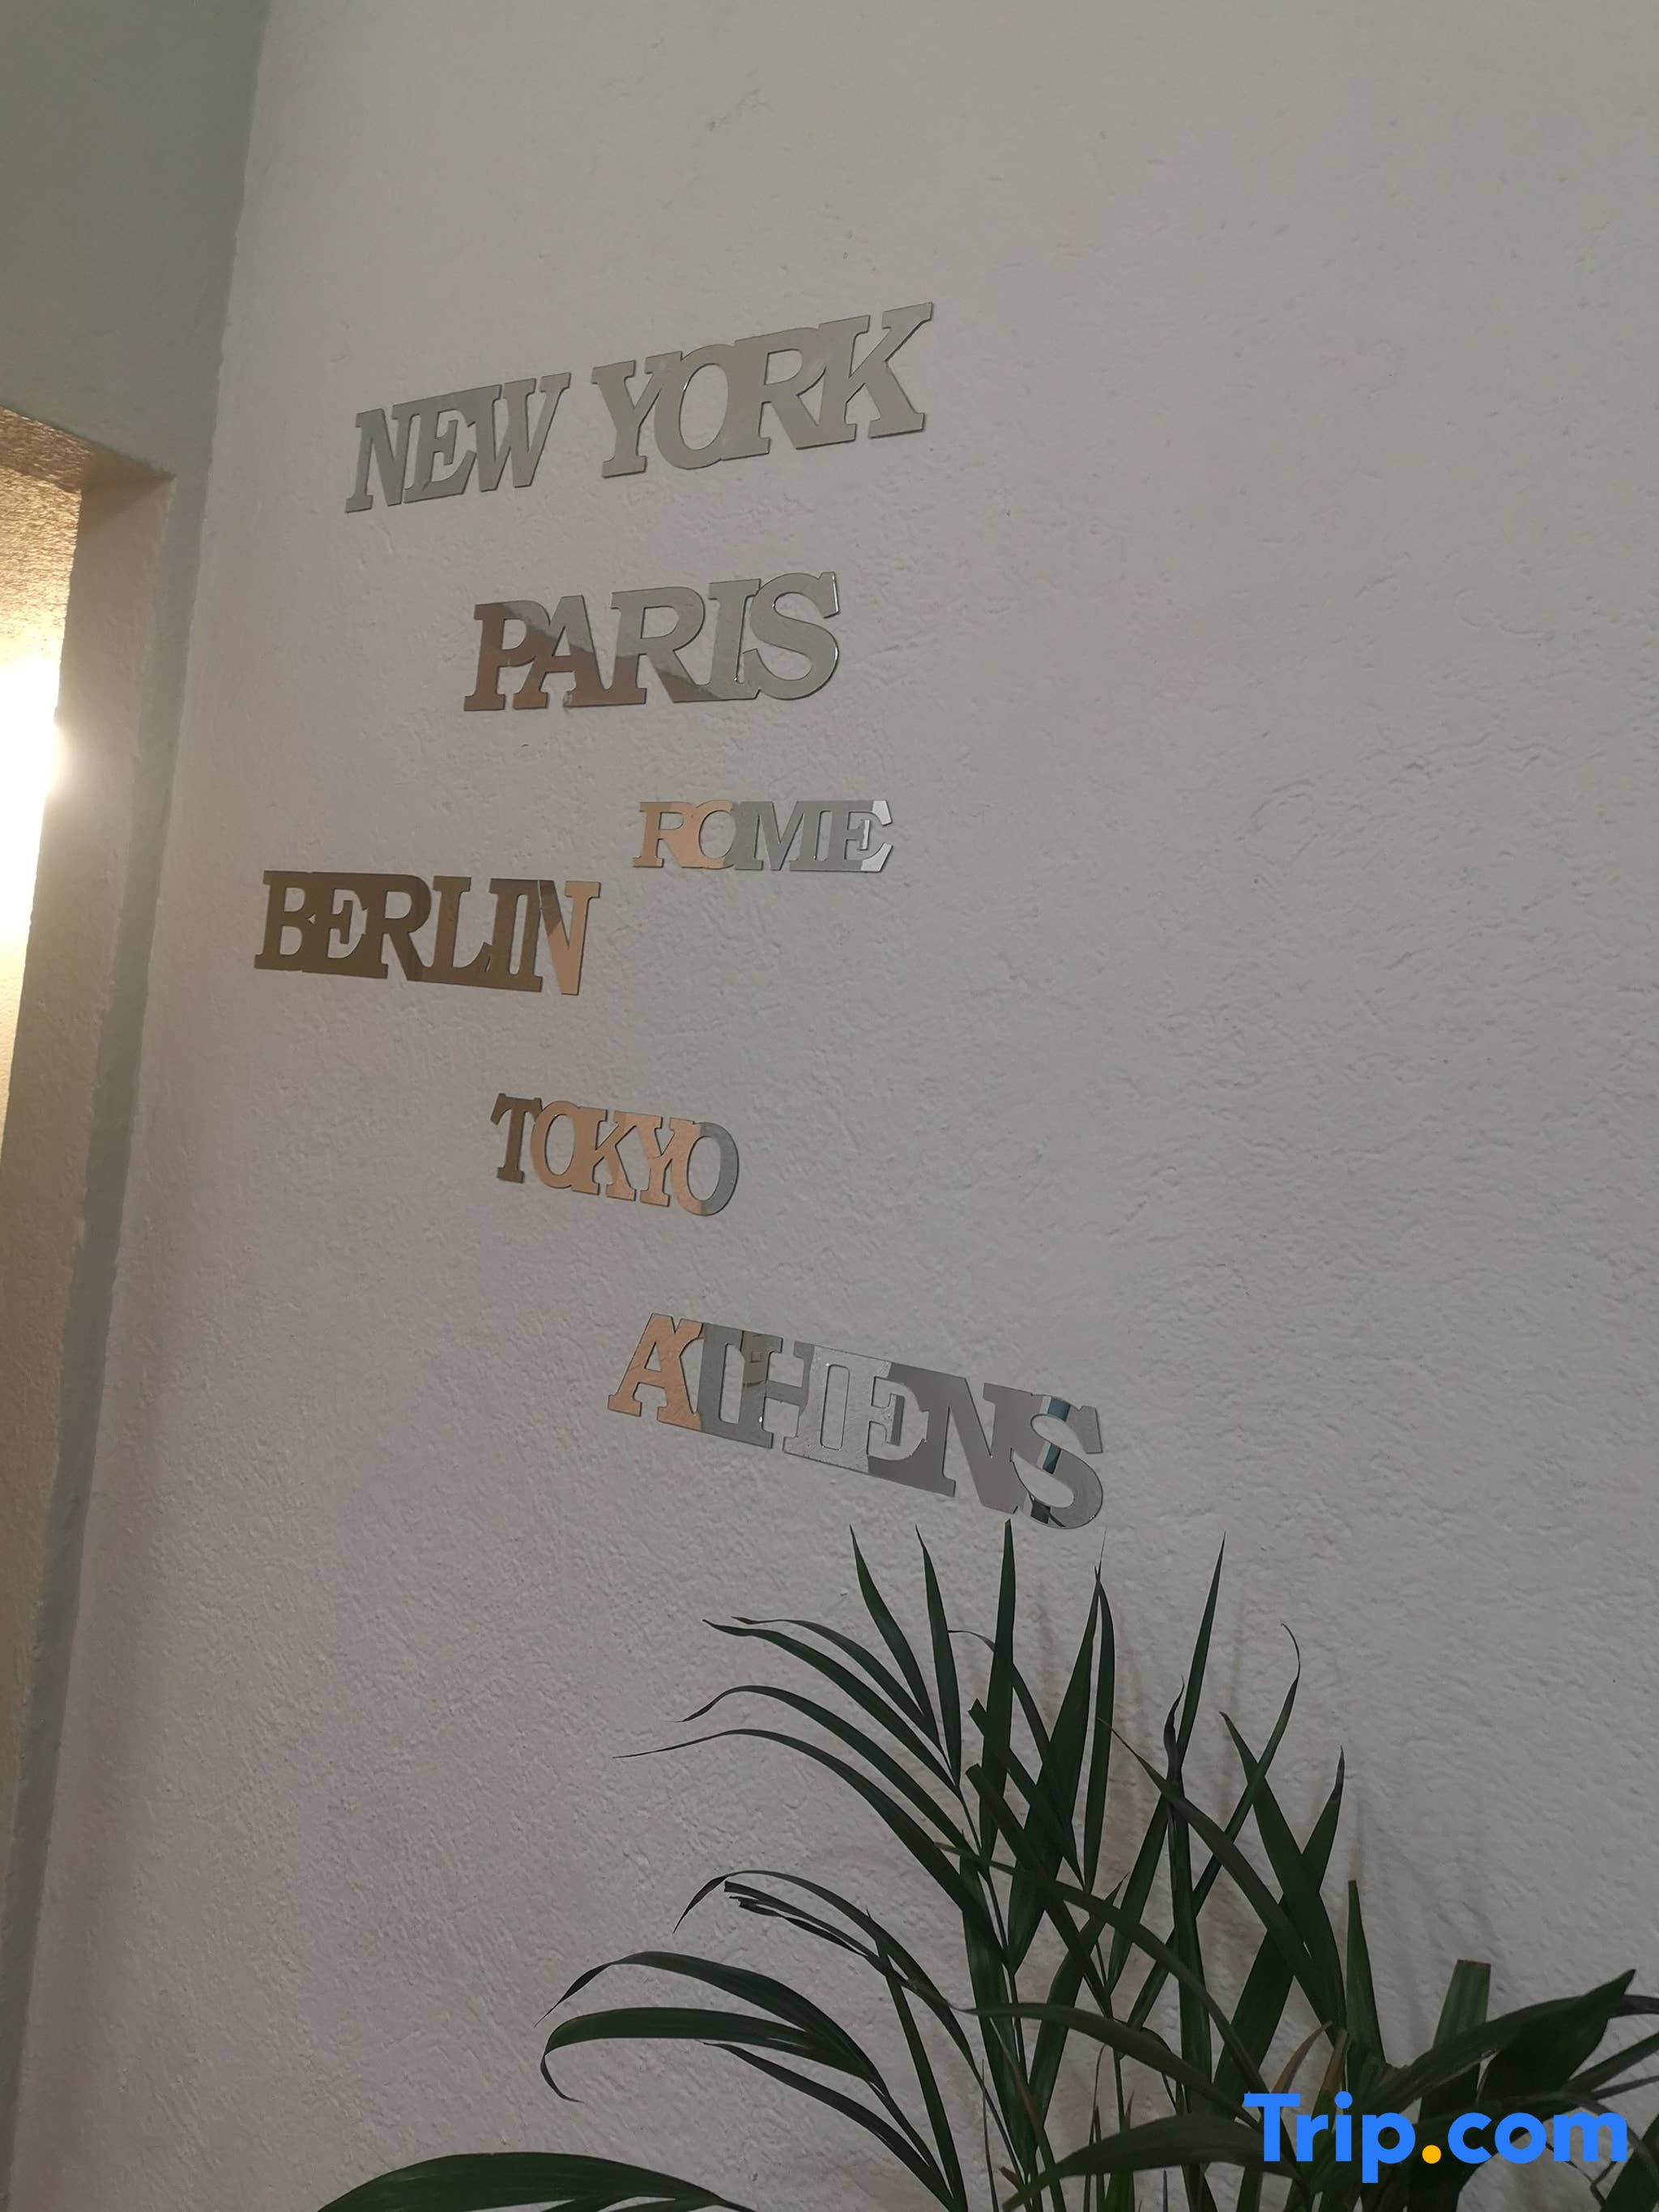 NEW YORK
PARIS
ROME
BERLIN
TOKYO
ATHENS
Trip.com